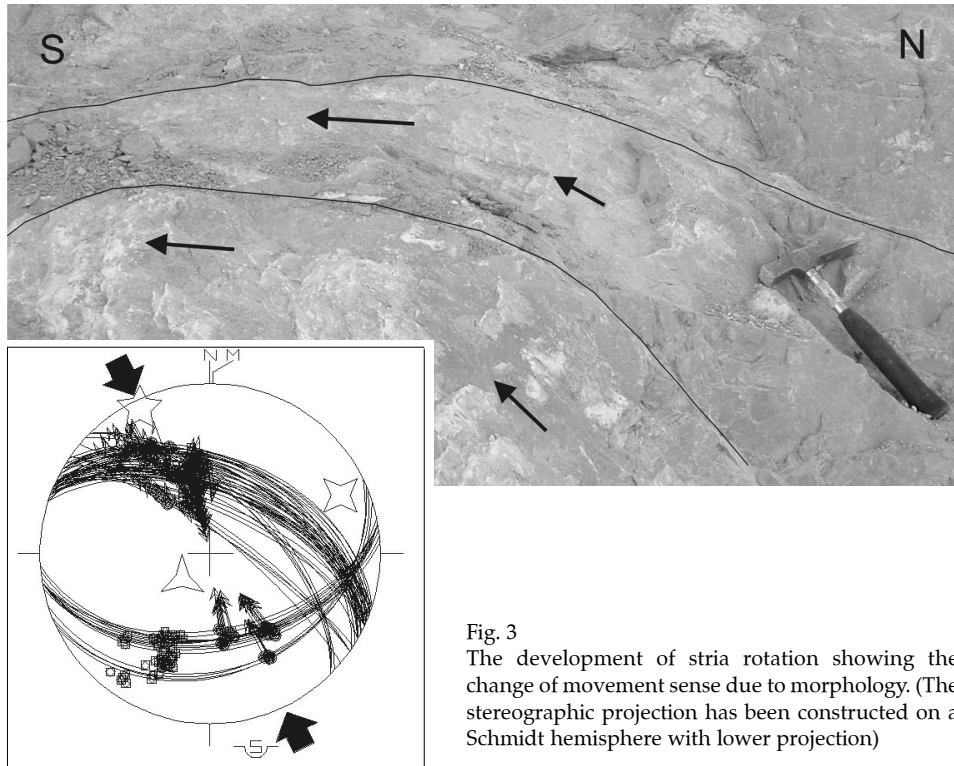 S N
N M
S
Fig. 3
The development of stria rotation showing the
change of movement sense due to morphology. (The
stereographic projection has been constructed on a
Schmidt hemisphere with lower projection)